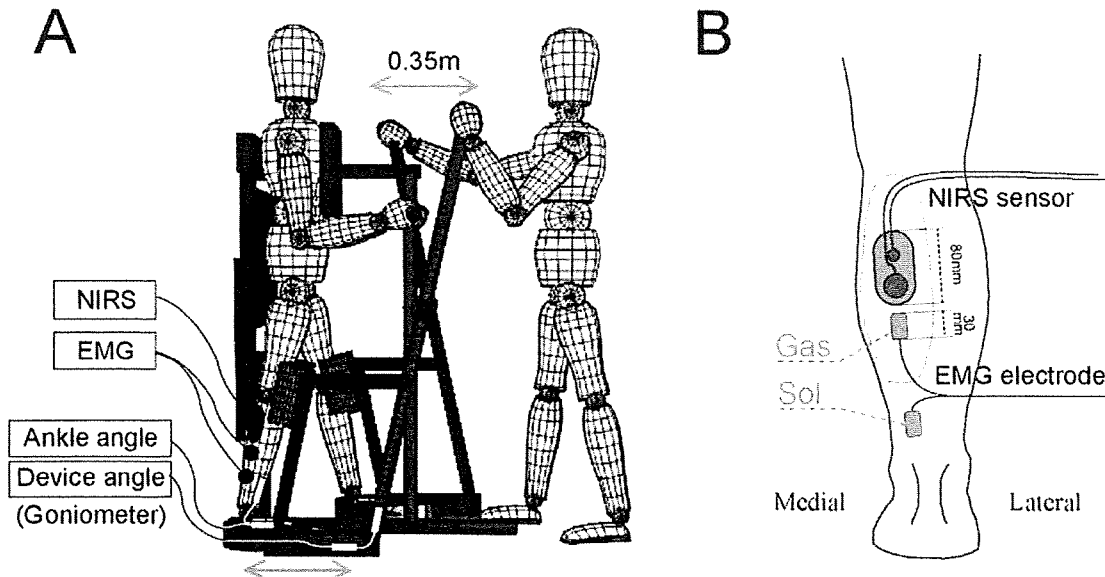 A
0.35m
NIRS
EMG
Ankle angle
Device angle
(Goniometer)
B
NIRS sensor
80mm
30
mm
Gas
EMG electrode
Sol
Medial
Lateral